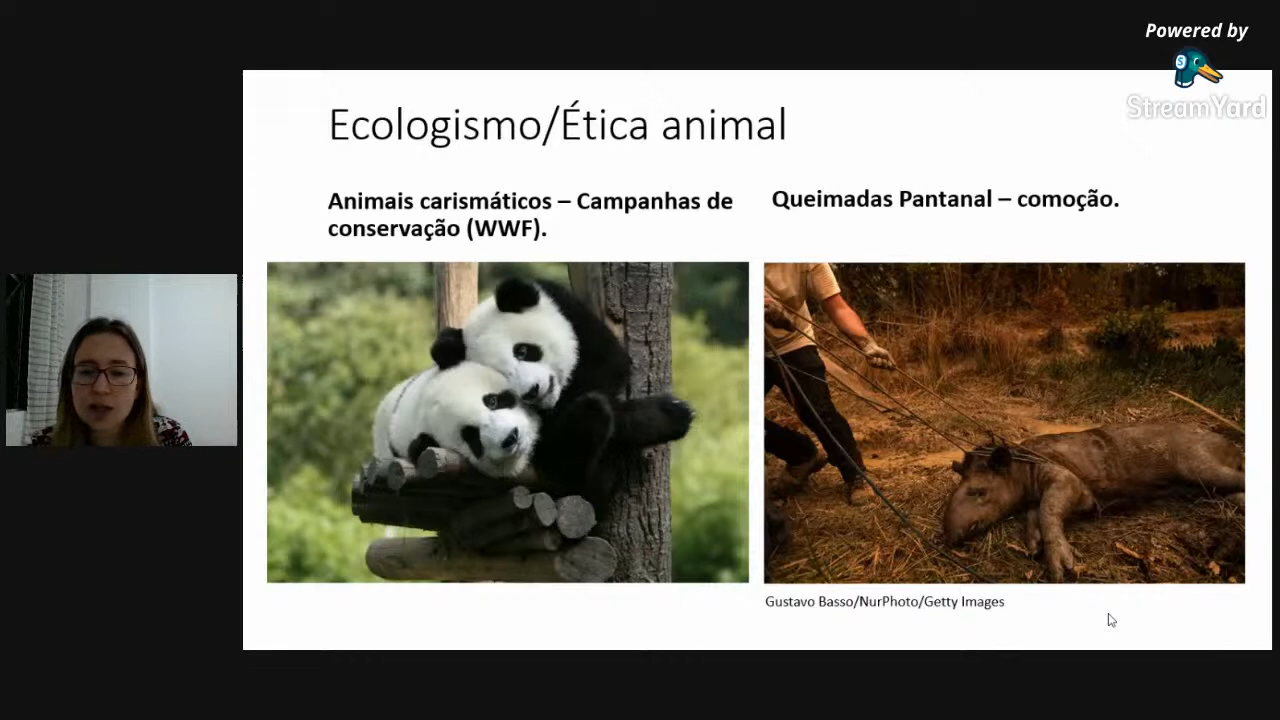 Powered by
StreamYard
Ecologismo/Ética animal
Animais carismáticos – Campanhas de
conservação (WWF).
Queimadas Pantanal – comoção.
Gustavo Basso/NurPhoto/Getty Images